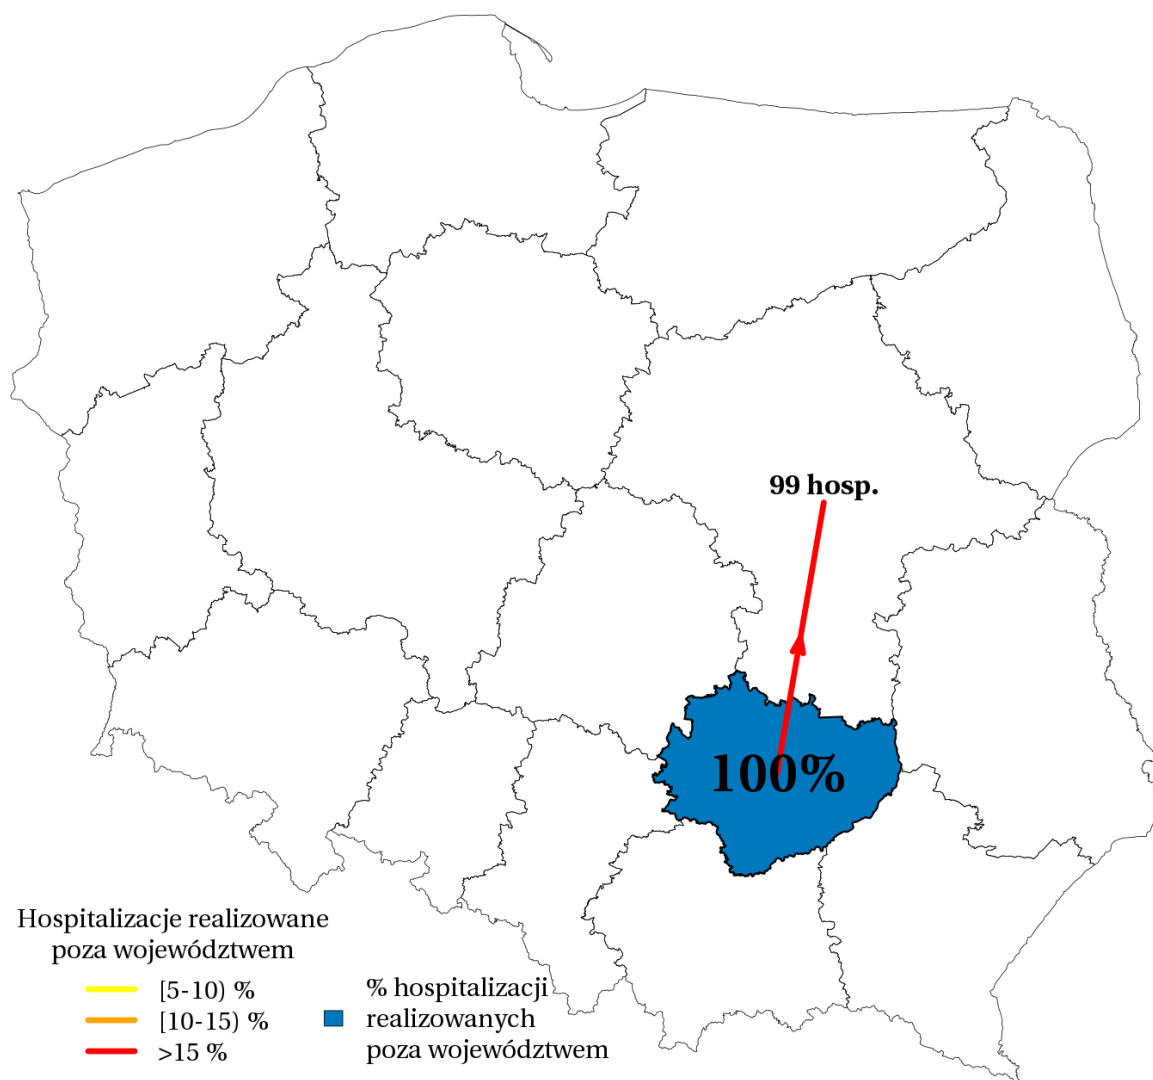 99 hosp.
100%
Hospitalizacje realizowane
poza województwem
[5-10) %
[10-15) %
>15 %
% hospitalizacji
realizowanych
poza województwem